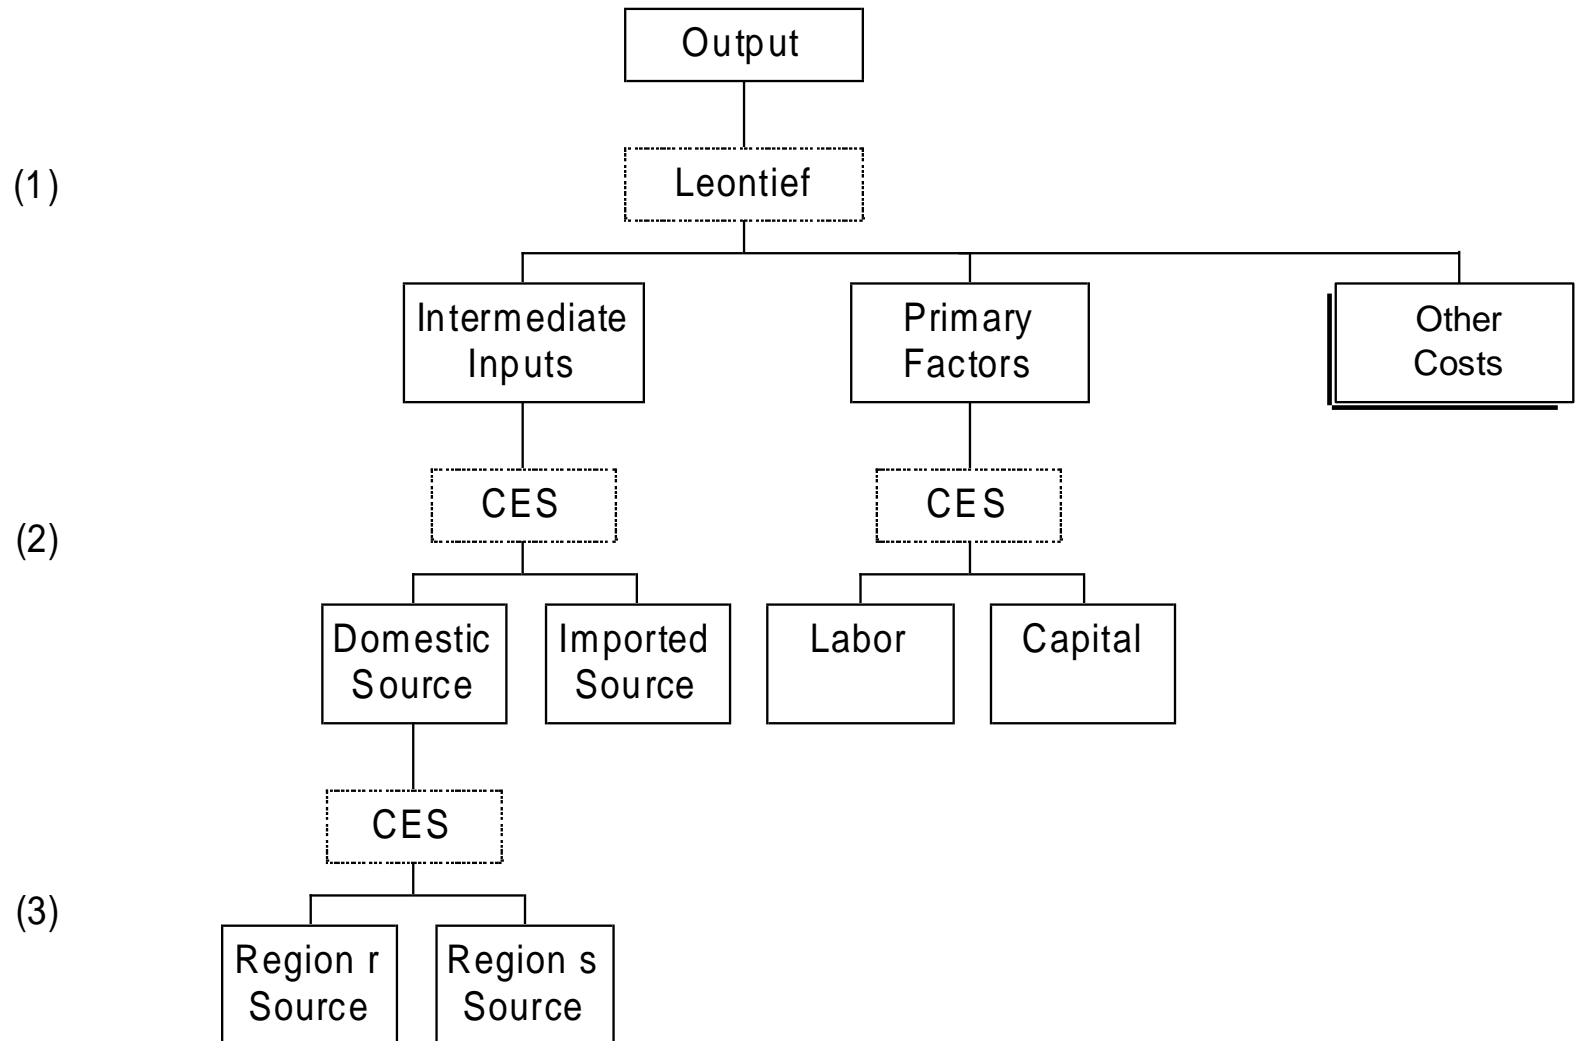 Output
(1)
Leontief
Intermediate
Inputs
Primary
Factors
Other
Costs
CES
CES
(2)
Domestic
Source
Imported
Source
Labor
Capital
CES
(3)
Region r
Source
Region s
Source